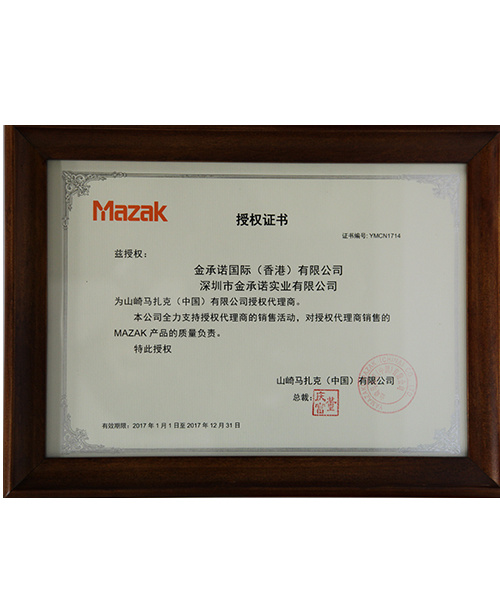 Mazak
授权证书
证书编号: YMCN1714
兹授权：
金承诺国际（香港）有限公司
深圳市金承诺实业有限公司
为山崎马扎克（中国）有限公司授权代理商。
本公司全力支持授权代理商的销售活动，对授权代理商销售的
MAZAK 产品的质量负责。
特此授权
山崎马扎克（中国）有限公司
总裁：
有效期限：2017 年 1 月 1 日至 2017 年 12 月 31 日